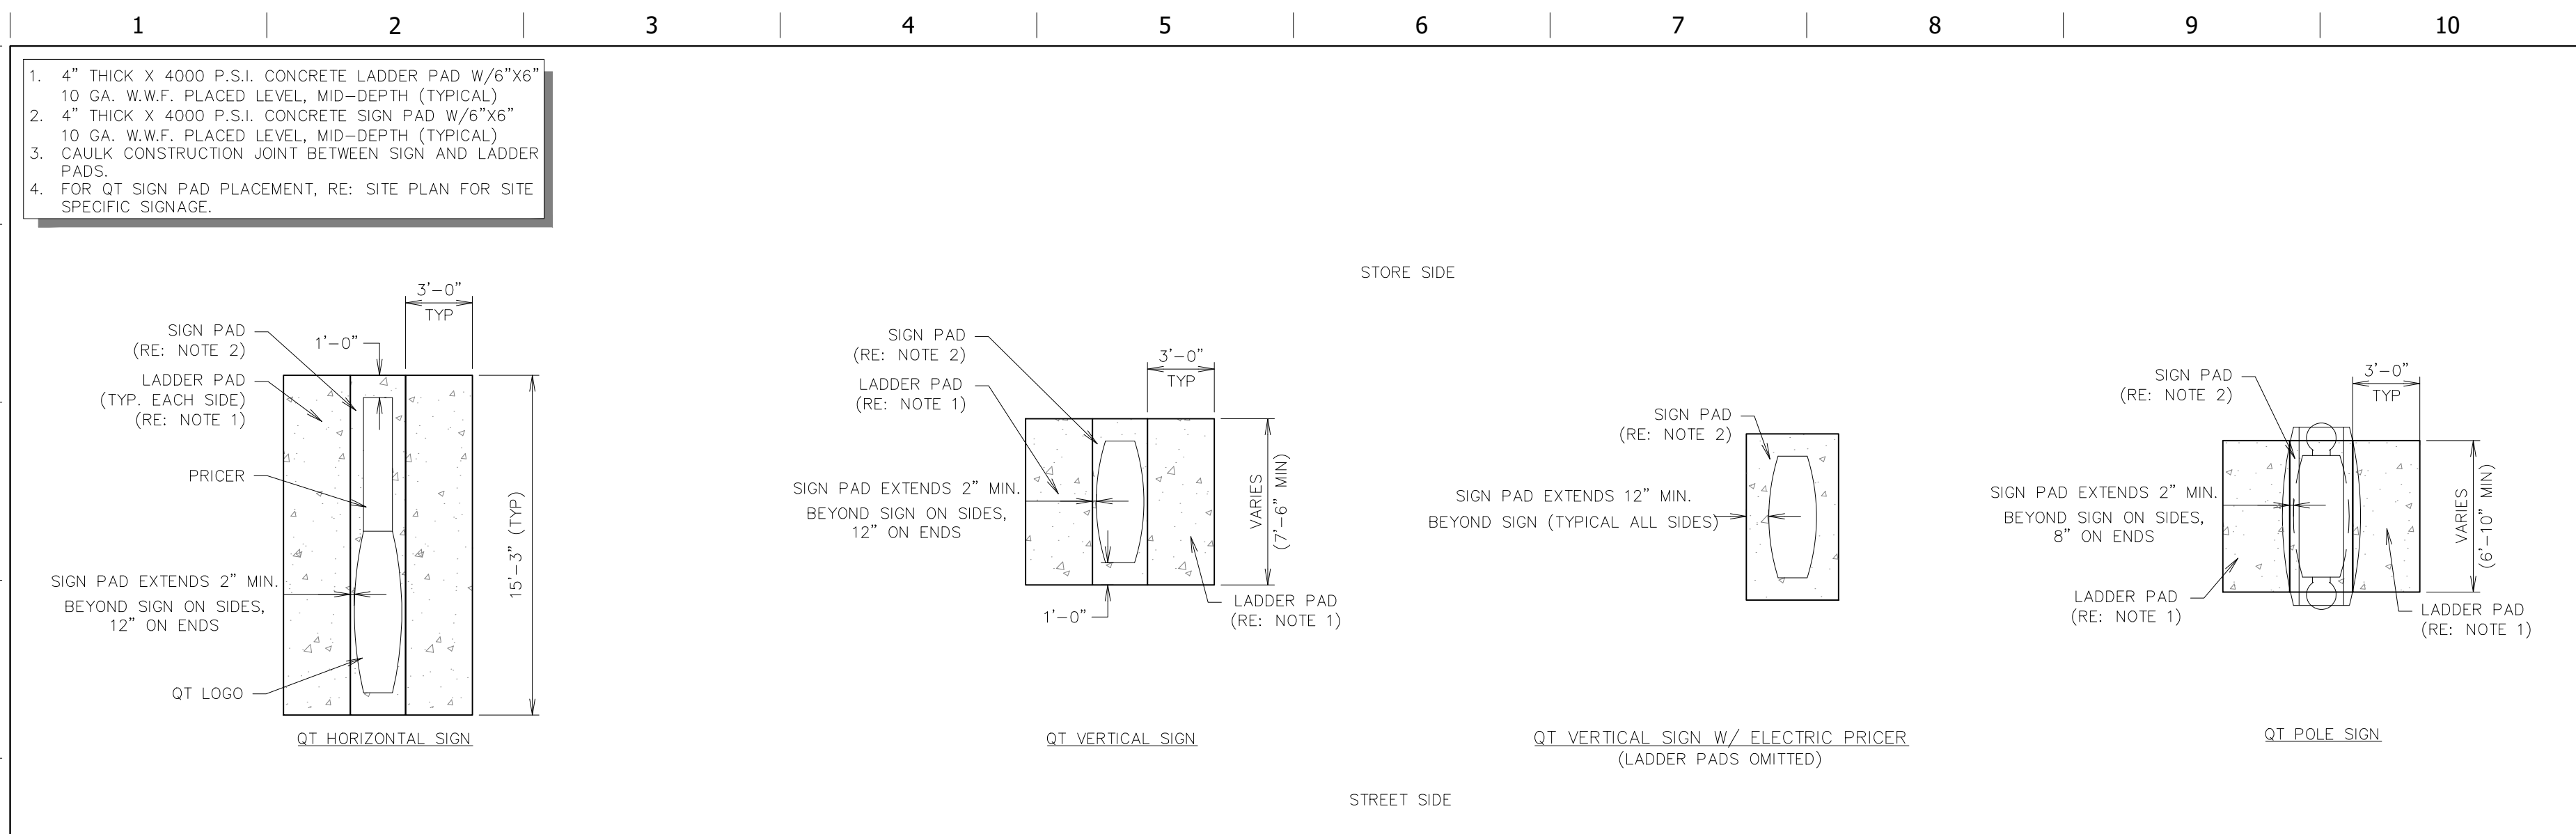 1 2 3 4 5 6 7 8 9 10
1. 4" THICK X 4000 P.S.I. CONCRETE LADDER PAD W/6"X6"
10 GA. W.W.F. PLACED LEVEL, MID-DEPTH (TYPICAL)
2. 4" THICK X 4000 P.S.I. CONCRETE SIGN PAD W/6"X6"
10 GA. W.W.F. PLACED LEVEL, MID-DEPTH (TYPICAL)
3. CAULK CONSTRUCTION JOINT BETWEEN SIGN AND LADDER
PADS.
4. FOR QT SIGN PAD PLACEMENT, RE: SITE PLAN FOR SITE
SPECIFIC SIGNAGE.
STORE SIDE
3'-0"
TYP
SIGN PAD
(RE: NOTE 2)
1'-0"
LADDER PAD
(TYP. EACH SIDE)
(RE: NOTE 1)
PRICER
15'-3" (TYP)
SIGN PAD EXTENDS 2" MIN.
BEYOND SIGN ON SIDES,
12" ON ENDS
QT LOGO
QT HORIZONTAL SIGN
SIGN PAD
(RE: NOTE 2)
3'-0"
TYP
LADDER PAD
(RE: NOTE 1)
SIGN PAD EXTENDS 2" MIN.
BEYOND SIGN ON SIDES,
12" ON ENDS
VARIES
(7'-6" MIN)
1'-0"
LADDER PAD
(RE: NOTE 1)
QT VERTICAL SIGN
SIGN PAD
(RE: NOTE 2)
SIGN PAD EXTENDS 12" MIN.
BEYOND SIGN (TYPICAL ALL SIDES)
QT VERTICAL SIGN W/ ELECTRIC PRICER
(LADDER PADS OMITTED)
SIGN PAD
(RE: NOTE 2)
3'-0"
TYP
SIGN PAD EXTENDS 2" MIN.
BEYOND SIGN ON SIDES,
8" ON ENDS
VARIES
(6'-10" MIN)
LADDER PAD
(RE: NOTE 1)
LADDER PAD
(RE: NOTE 1)
QT POLE SIGN
STREET SIDE